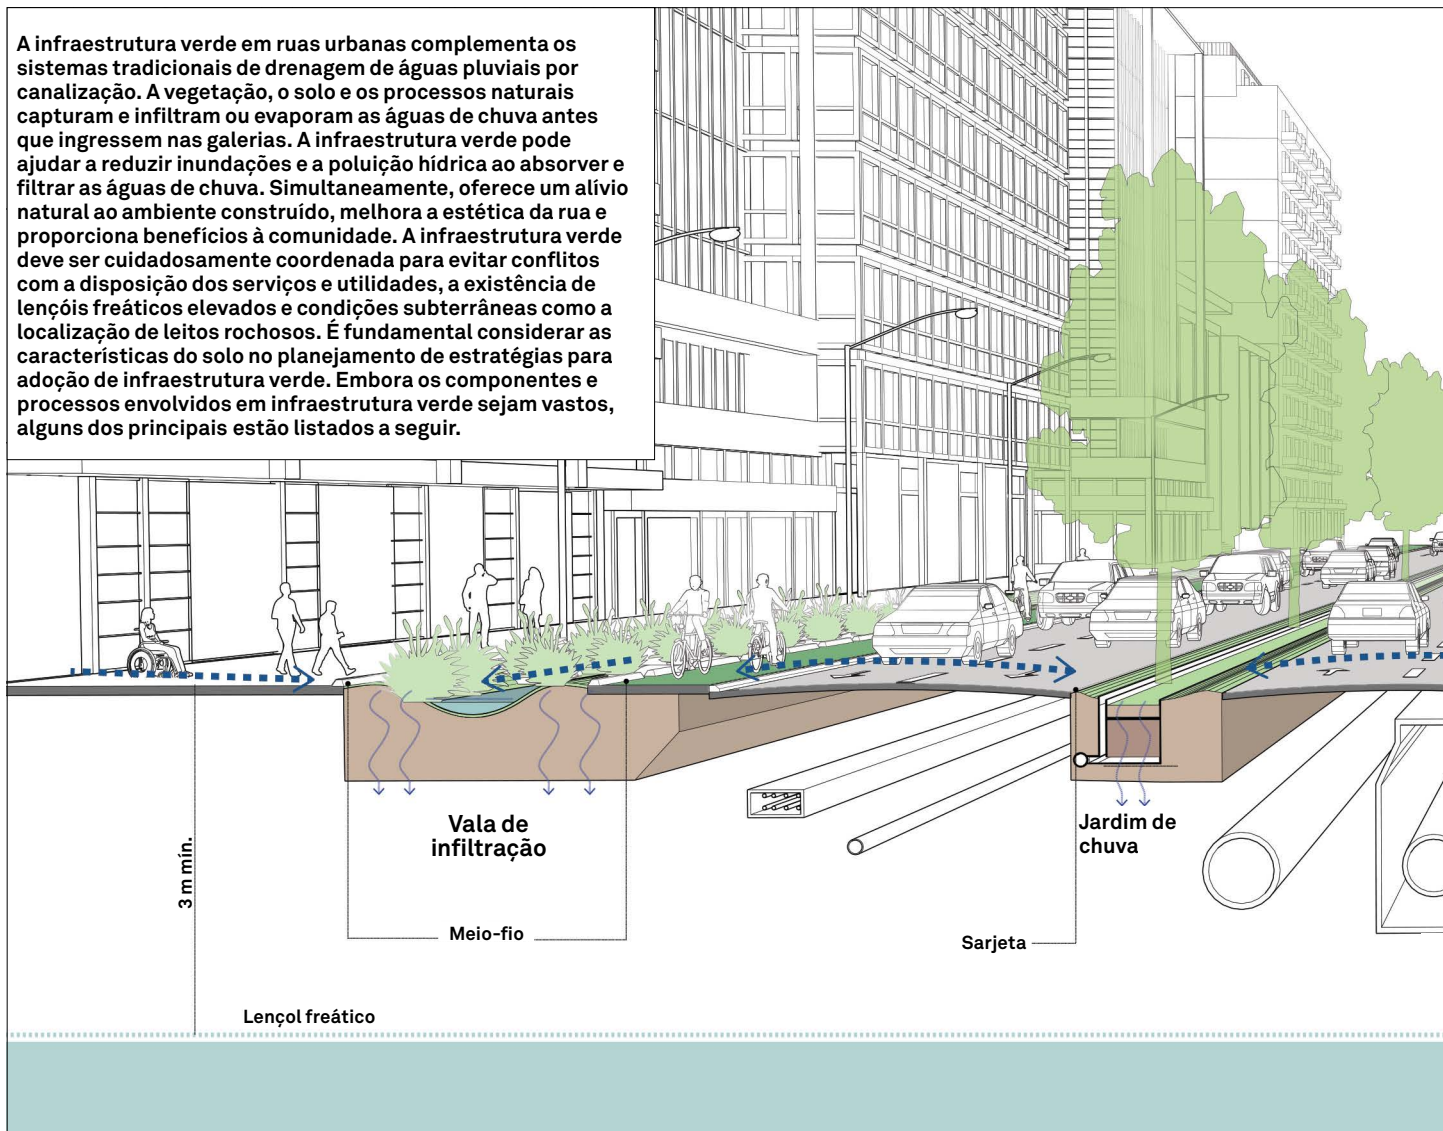 A infraestrutura verde em ruas urbanas complementa os
sistemas tradicionais de drenagem de águas pluviais por
canalização. A vegetação, o solo e os processos naturais
capturam e infiltram ou evaporam as águas de chuva antes
que ingressem nas galerias. A infraestrutura verde pode
ajudar a reduzir inundações e a poluição hídrica ao absorver e
filtrar as águas de chuva. Simultaneamente, oferece um alívio
natural ao ambiente construído, melhora a estética da rua e
proporciona benefícios à comunidade. A infraestrutura verde
deve ser cuidadosamente coordenada para evitar conflitos
com a disposição dos serviços e utilidades, a existência de
lençóis freáticos elevados e condições subterrâneas como a
localização de leitos rochosos. É fundamental considerar as
características do solo no planejamento de estratégias para
adoção de infraestrutura verde. Embora os componentes e
processos envolvidos em infraestrutura verde sejam vastos,
alguns dos principais estão listados a seguir.
Vala de
infiltração
Jardim de
chuva
3 m mín.
Meio-fio
Sarjeta
Lençol freático